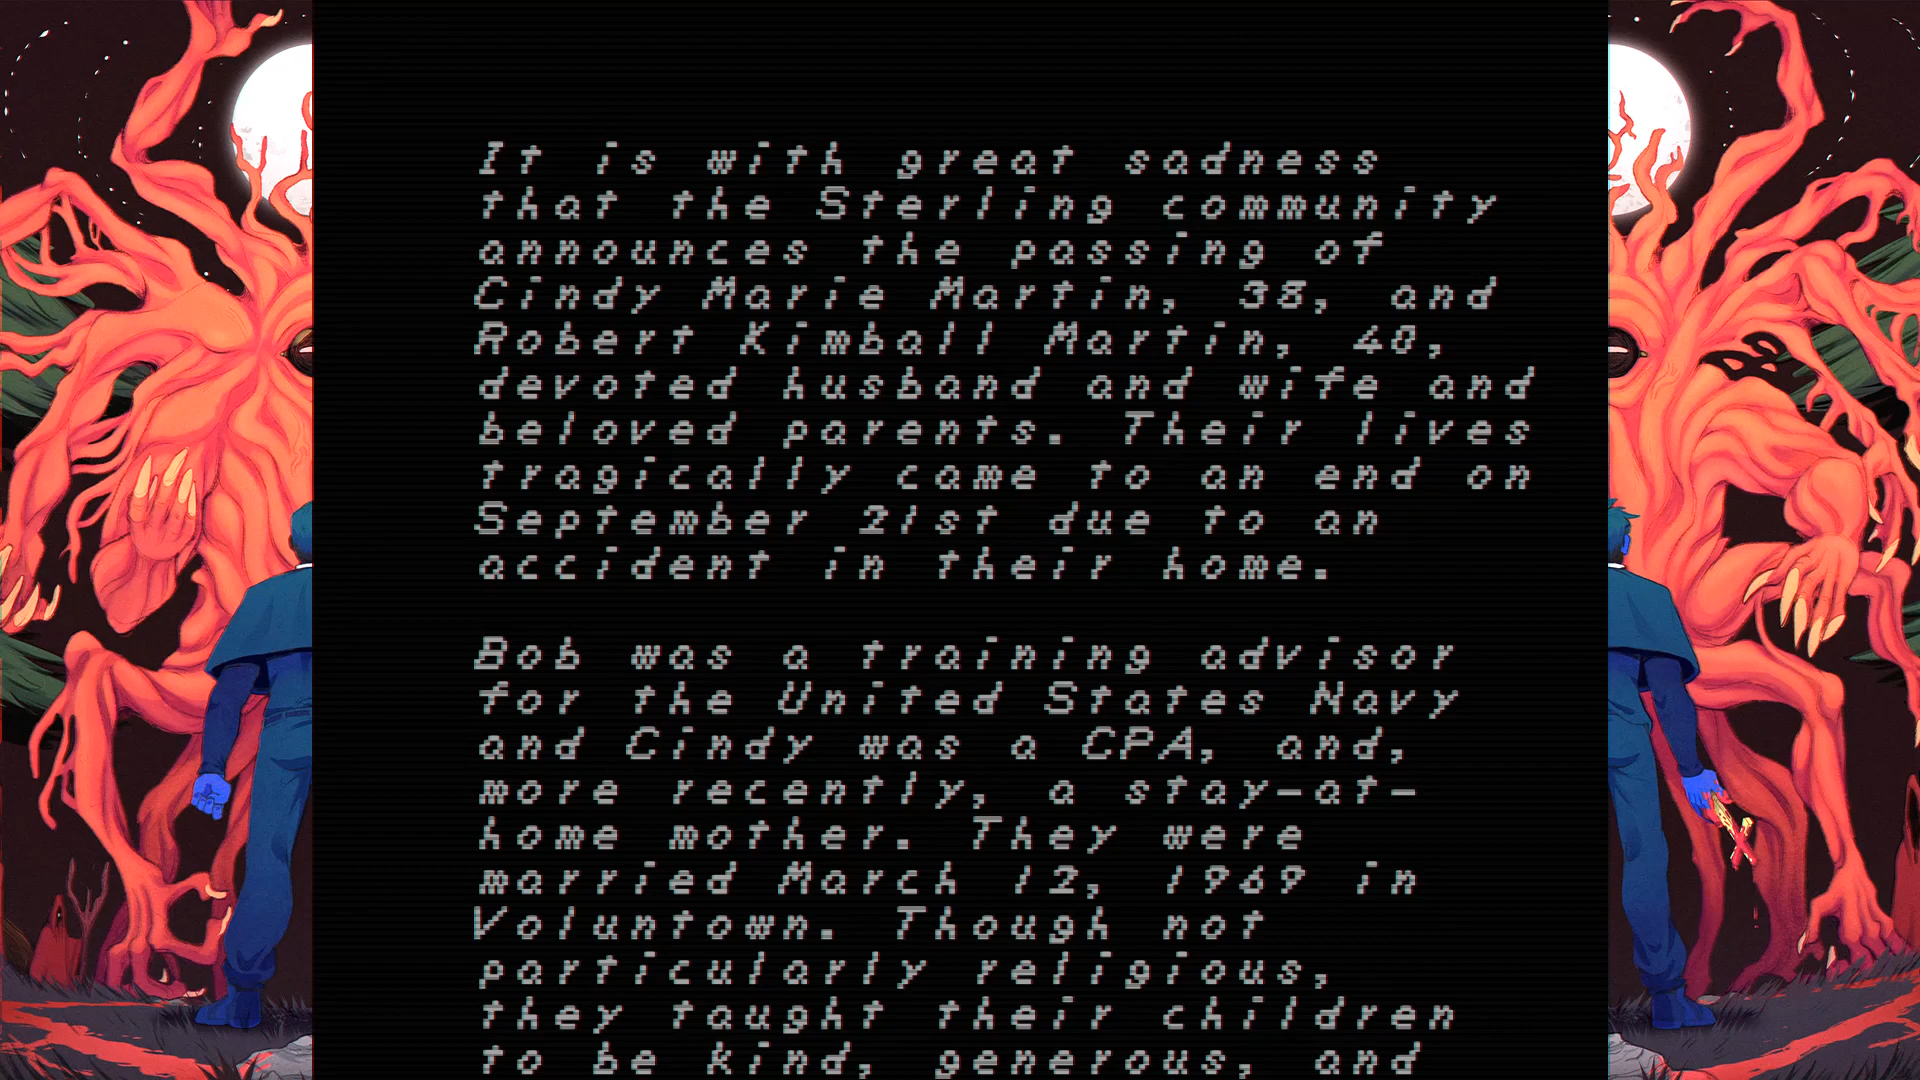 It is with great sadness
that the Sterling community
announces the passing of
Cindy Marie Martin, 38, and
Robert Kimball Martin, 40,
devoted husband and wife and
beloved parents. Their lives
tragically came to an end on
September 21st due to an
accident in their home.
Bob was a training advisor
for the United States Navy
and Cindy was a CPA, and,
more recently, a stay-at-
home mother. They were
married March 12, 1969 in
Voluntown. Though not
particularly religious,
they taught their children
to be kind, generous, and